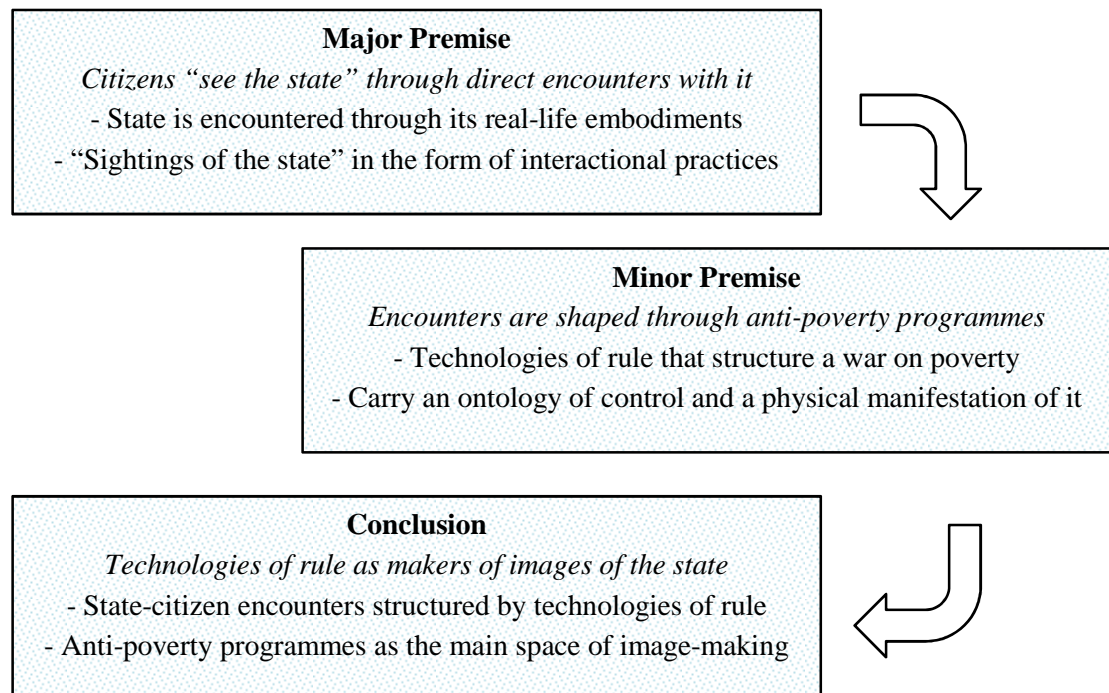 Major Premise
Citizens “see the state” through direct encounters with it
- State is encountered through its real-life embodiments
- “Sightings of the state” in the form of interactional practices
Minor Premise
Encounters are shaped through anti-poverty programmes
- Technologies of rule that structure a war on poverty
- Carry an ontology of control and a physical manifestation of it
Conclusion
Technologies of rule as makers of images of the state
- State-citizen encounters structured by technologies of rule
- Anti-poverty programmes as the main space of image-making